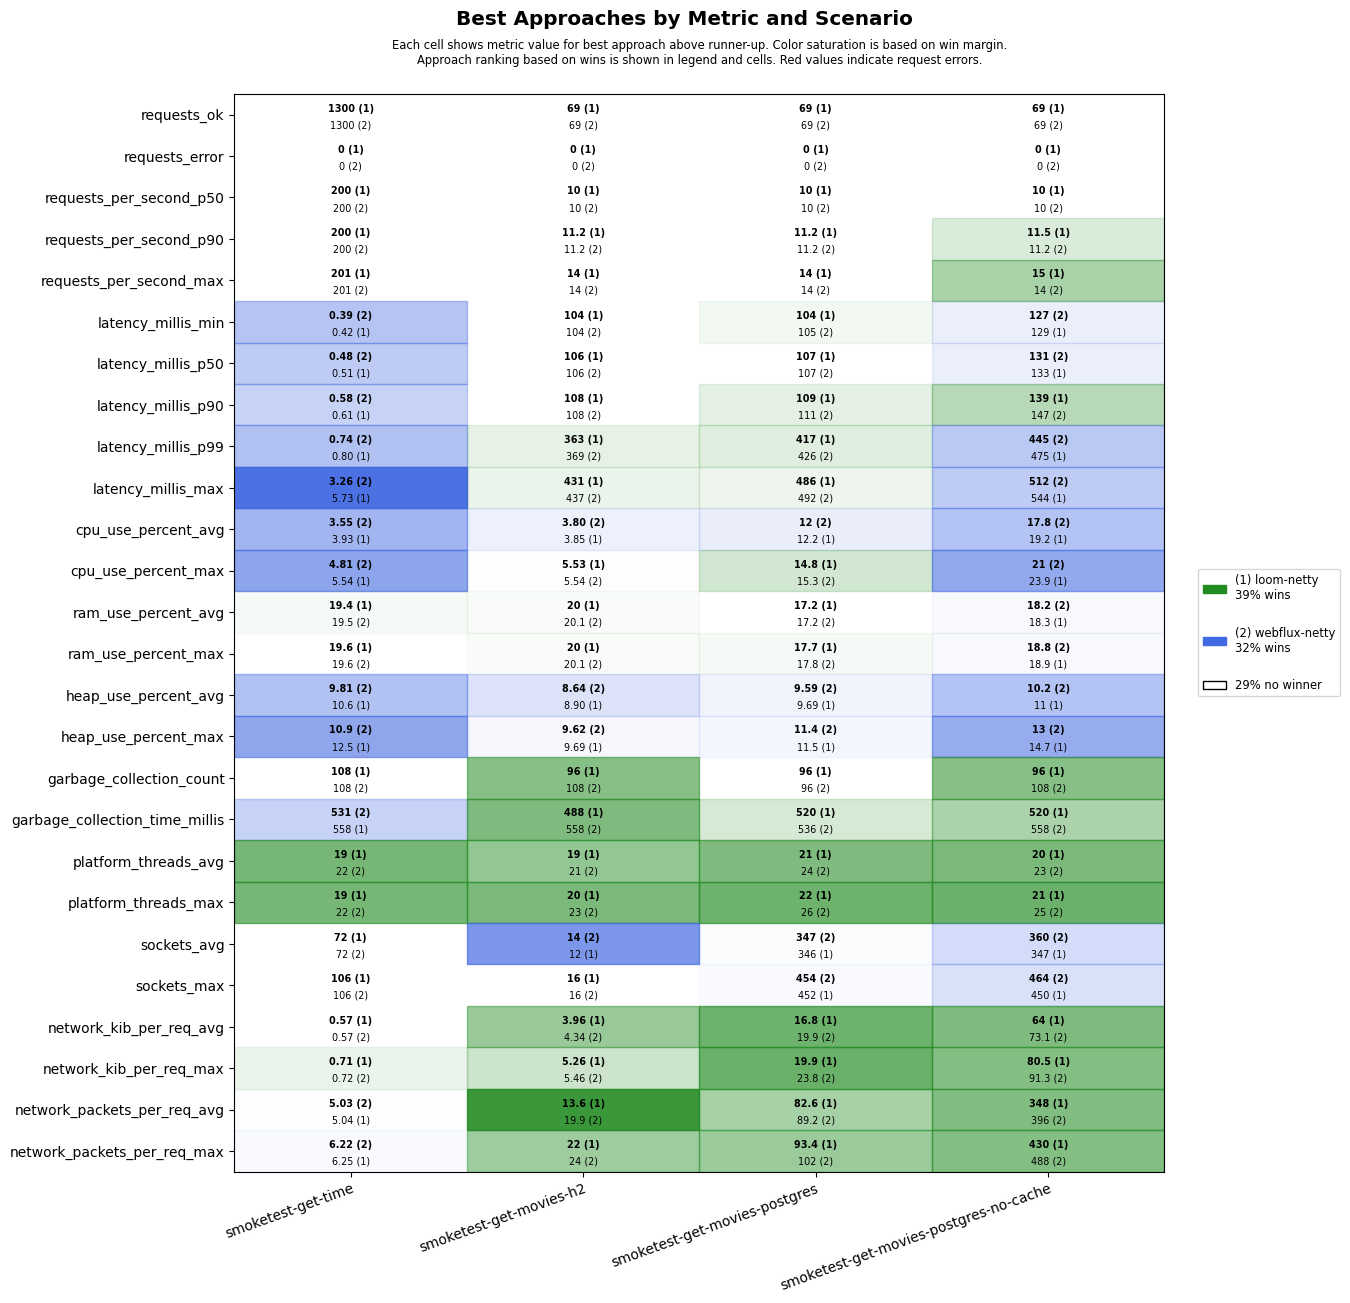 Best Approaches by Metric and Scenario
Each cell shows metric value for best approach above runner-up. Color saturation is based on win margin.
Approach ranking based on wins is shown in legend and cells. Red values indicate request errors.
requests_ok
1300 (1) 69 (1) 69 (1) 69 (1)
1300 (2) 69 (2) 69 (2) 69 (2)
requests_error
0 (1) 0 (1) 0 (1) 0 (1)
0 (2) 0 (2) 0 (2) 0 (2)
requests_per_second_p50
200 (1) 10 (1) 10 (1) 10 (1)
200 (2) 10 (2) 10 (2) 10 (2)
requests_per_second_p90
200 (1) 11.2 (1) 11.2 (1) 11.5 (1)
200 (2) 11.2 (2) 11.2 (2) 11.2 (2)
requests_per_second_max
201 (1) 14 (1) 14 (1) 15 (1)
201 (2) 14 (2) 14 (2) 14 (2)
latency_millis_min
0.39 (2) 104 (1) 104 (1) 127 (2)
0.42 (1) 104 (2) 105 (2) 129 (1)
latency_millis_p50
0.48 (2) 106 (1) 107 (1) 131 (2)
0.51 (1) 106 (2) 107 (2) 133 (1)
latency_millis_p90
0.58 (2) 108 (1) 109 (1) 139 (1)
0.61 (1) 108 (2) 111 (2) 147 (2)
latency_millis_p99
0.74 (2) 363 (1) 417 (1) 445 (2)
0.80 (1) 369 (2) 426 (2) 475 (1)
latency_millis_max
3.26 (2) 431 (1) 486 (1) 512 (2)
5.73 (1) 437 (2) 492 (2) 544 (1)
cpu_use_percent_avg
3.55 (2) 3.80 (2) 12 (2) 17.8 (2)
3.93 (1) 3.85 (1) 12.2 (1) 19.2 (1)
cpu_use_percent_max
4.81 (2) 5.53 (1) 14.8 (1) 21 (2)
5.54 (1) 5.54 (2) 15.3 (2) 23.9 (1)
ram_use_percent_avg
19.4 (1) 20 (1) 17.2 (1) 18.2 (2)
19.5 (2) 20.1 (2) 17.2 (2) 18.3 (1)
ram_use_percent_max
19.6 (1) 20 (1) 17.7 (1) 18.8 (2)
19.6 (2) 20.1 (2) 17.8 (2) 18.9 (1)
heap_use_percent_avg
9.81 (2) 8.64 (2) 9.59 (2) 10.2 (2)
10.6 (1) 8.90 (1) 9.69 (1) 11 (1)
heap_use_percent_max
10.9 (2) 9.62 (2) 11.4 (2) 13 (2)
12.5 (1) 9.69 (1) 11.5 (1) 14.7 (1)
garbage_collection_count
108 (1) 96 (1) 96 (1) 96 (1)
108 (2) 108 (2) 96 (2) 108 (2)
garbage_collection_time_millis
531 (2) 488 (1) 520 (1) 520 (1)
558 (1) 558 (2) 536 (2) 558 (2)
platform_threads_avg
19 (1) 19 (1) 21 (1) 20 (1)
22 (2) 21 (2) 24 (2) 23 (2)
platform_threads_max
19 (1) 20 (1) 22 (1) 21 (1)
22 (2) 23 (2) 26 (2) 25 (2)
sockets_avg
72 (1) 14 (2) 347 (2) 360 (2)
72 (2) 12 (1) 346 (1) 347 (1)
sockets_max
106 (1) 16 (1) 454 (2) 464 (2)
106 (2) 16 (2) 452 (1) 450 (1)
network_kib_per_req_avg
0.57 (1) 3.96 (1) 16.8 (1) 64 (1)
0.57 (2) 4.34 (2) 19.9 (2) 73.1 (2)
network_kib_per_req_max
0.71 (1) 5.26 (1) 19.9 (1) 80.5 (1)
0.72 (2) 5.46 (2) 23.8 (2) 91.3 (2)
network_packets_per_req_avg
5.03 (2) 13.6 (1) 82.6 (1) 348 (1)
5.04 (1) 19.9 (2) 89.2 (2) 396 (2)
network_packets_per_req_max
6.22 (2) 22 (1) 93.4 (1) 430 (1)
6.25 (1) 24 (2) 102 (2) 488 (2)
smoketest-get-time
smoketest-get-movies-h2
smoketest-get-movies-postgres
smoketest-get-movies-postgres-no-cache
(1) loom-netty
39% wins
(2) webflux-netty
32% wins
29% no winner